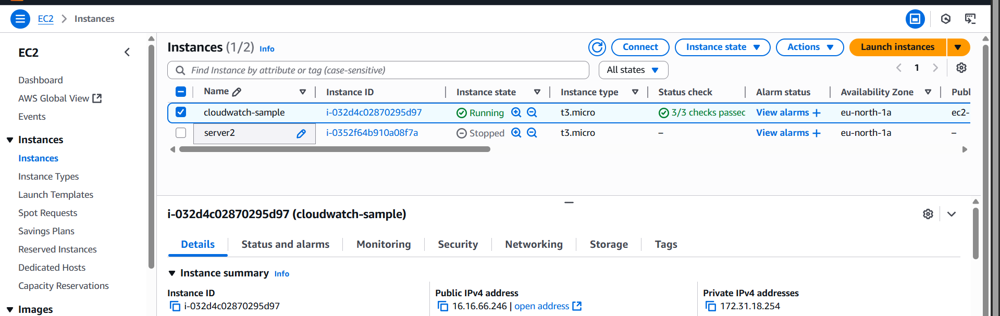 EC2 > Instances
EC2
Dashboard
AWS Global View
Events
Instances
Instances
Instance Types
Launch Templates
Spot Requests
Savings Plans
Reserved Instances
Dedicated Hosts
Capacity Reservations
Images
Instances (1/2) Info
Connect
Instance state
Actions
Launch instances
Find Instance by attribute or tag (case-sensitive)
All states
1
Name Instance ID Instance state Instance type Status check Alarm status Availability Zone Publ
cloudwatch-sample i-032d4c02870295d97 Running t3.micro 3/3 checks passec View alarms + eu-north-1a ec2-
server2 i-0352f64b910a08f7a Stopped t3.micro – View alarms + eu-north-1a –
i-032d4c02870295d97 (cloudwatch-sample)
Details Status and alarms Monitoring Security Networking Storage Tags
Instance summary Info
Instance ID
i-032d4c02870295d97
Public IPv4 address
16.16.66.246 | open address
Private IPv4 addresses
172.31.18.254